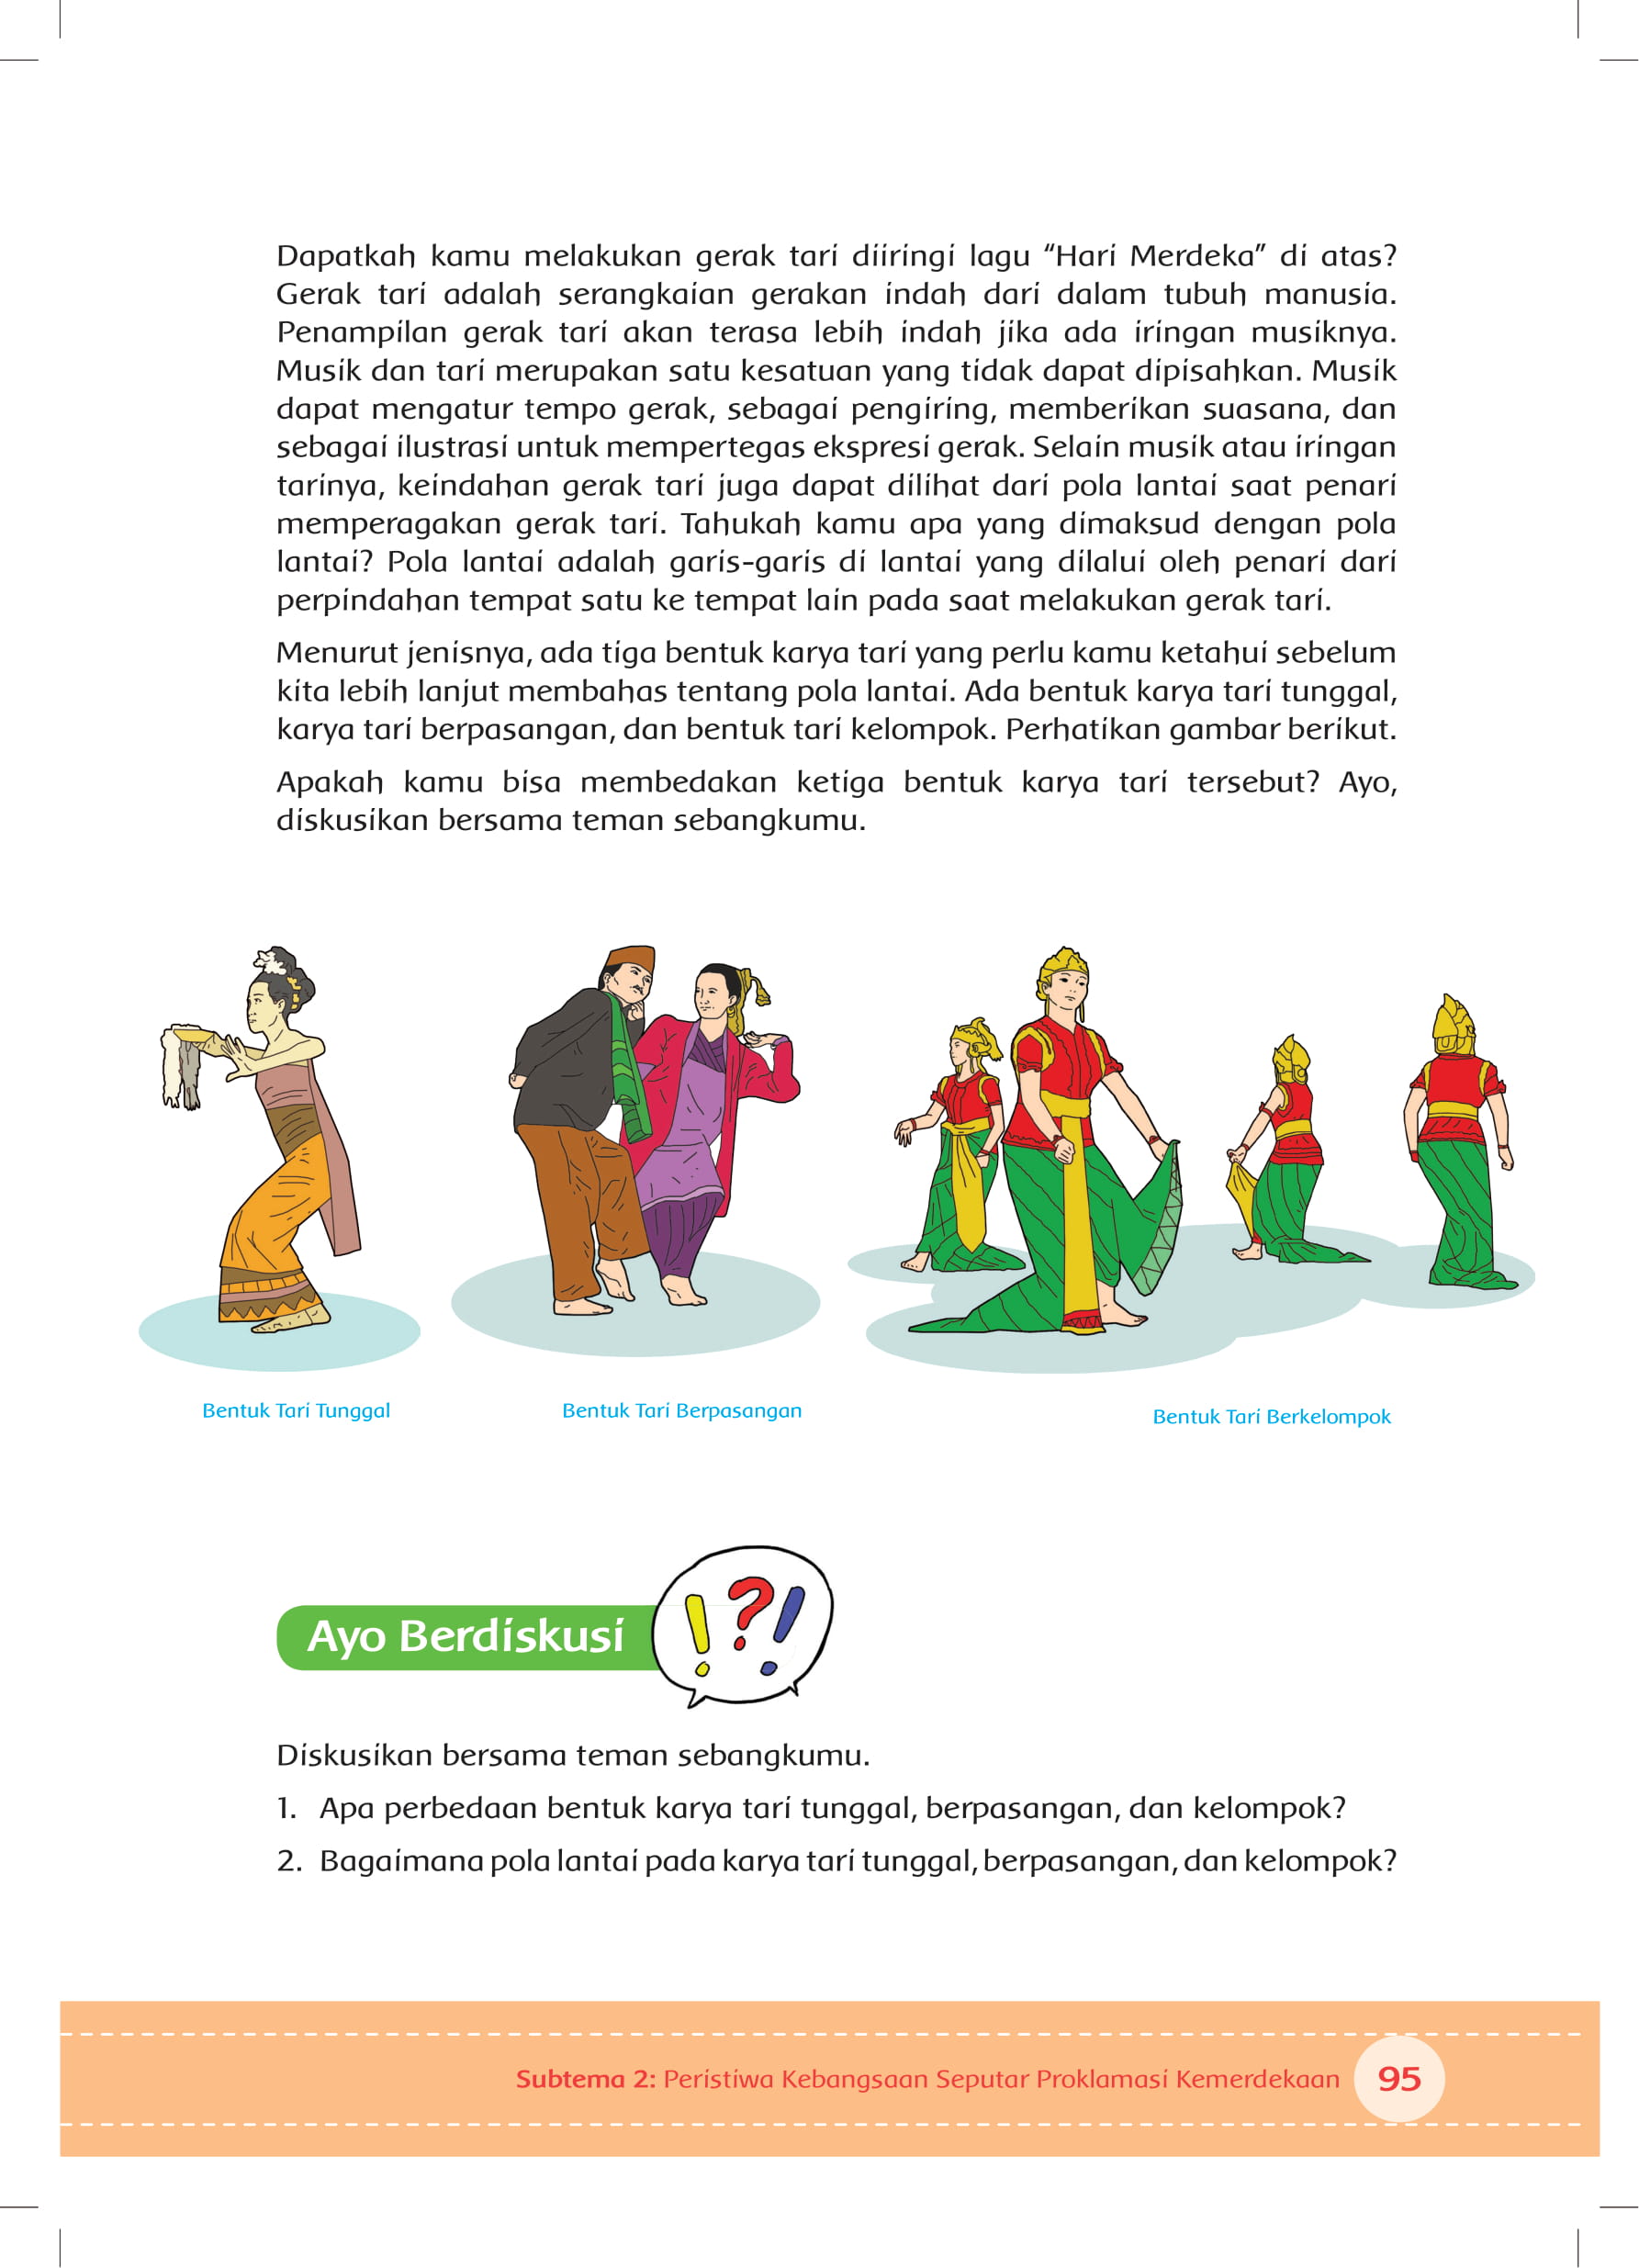 Dapatkah kamu melakukan gerak tari diiringi lagu “Hari Merdeka” di atas?
Gerak tari adalah serangkaian gerakan indah dari dalam tubuh manusia.
Penampilan gerak tari akan terasa lebih indah jika ada iringan musiknya.
Musik dan tari merupakan satu kesatuan yang tidak dapat dipisahkan. Musik
dapat mengatur tempo gerak, sebagai pengiring, memberikan suasana, dan
sebagai ilustrasi untuk mempertegas ekspresi gerak. Selain musik atau iringan
tarinya, keindahan gerak tari juga dapat dilihat dari pola lantai saat penari
memperagakan gerak tari. Tahukah kamu apa yang dimaksud dengan pola
lantai? Pola lantai adalah garis-garis di lantai yang dilalui oleh penari dari
perpindahan tempat satu ke tempat lain pada saat melakukan gerak tari.
Menurut jenisnya, ada tiga bentuk karya tari yang perlu kamu ketahui sebelum
kita lebih lanjut membahas tentang pola lantai. Ada bentuk karya tari tunggal,
karya tari berpasangan, dan bentuk tari kelompok. Perhatikan gambar berikut.
Apakah kamu bisa membedakan ketiga bentuk karya tari tersebut? Ayo,
diskusikan bersama teman sebangkumu.
Bentuk Tari Tunggal
Bentuk Tari Berpasangan
Bentuk Tari Berkelompok
Ayo Berdiskusi
!?!
Diskusikan bersama teman sebangkumu.
1. Apa perbedaan bentuk karya tari tunggal, berpasangan, dan kelompok?
2. Bagaimana pola lantai pada karya tari tunggal, berpasangan, dan kelompok?
Subtema 2: Peristiwa Kebangsaan Seputar Proklamasi Kemerdekaan
95